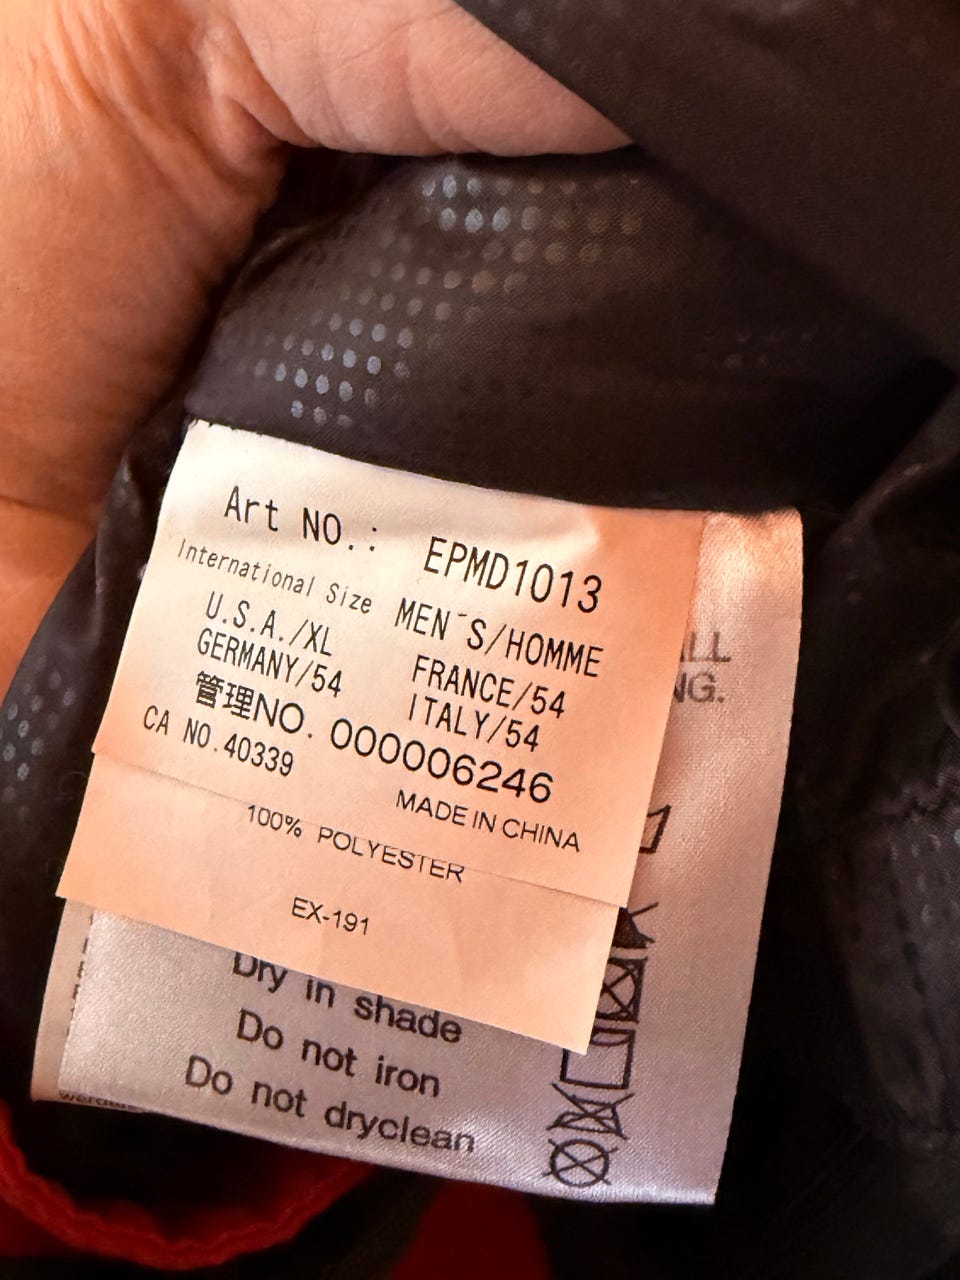 Art NO.: EPMD1013
International Size MEN´S/HOMME
U.S.A./XL FRANCE/54
GERMANY/54 ITALY/54
管理NO. 000006246
CA NO.40339
MADE IN CHINA
100% POLYESTER
EX-191
Dry in shade
Do not iron
Do not dryclean